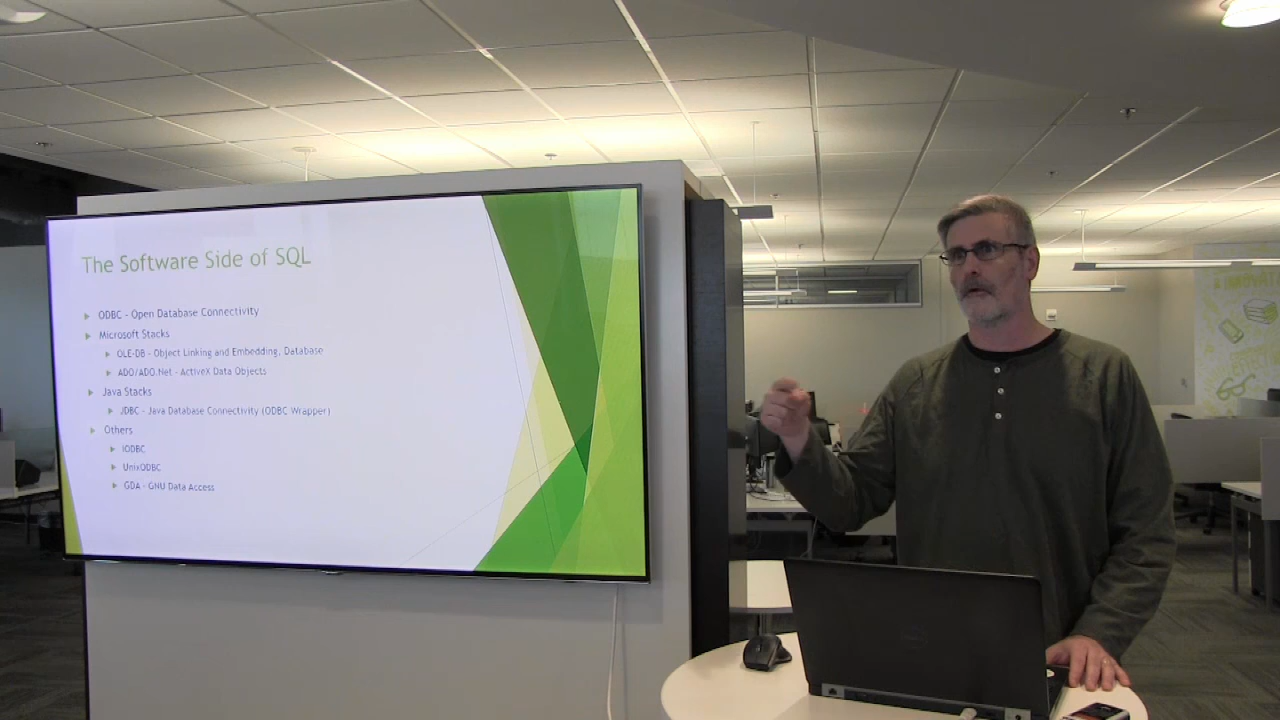 The Software Side of SQL
ODBC - Open Database Connectivity
Microsoft Stacks
OLE-DB - Object Linking and Embedding, Database
ADO/ADO.Net - ActiveX Data Objects
Java Stacks
JDBC - Java Database Connectivity (ODBC Wrapper)
Others
iODBC
UnixODBC
GDA - GNU Data Access